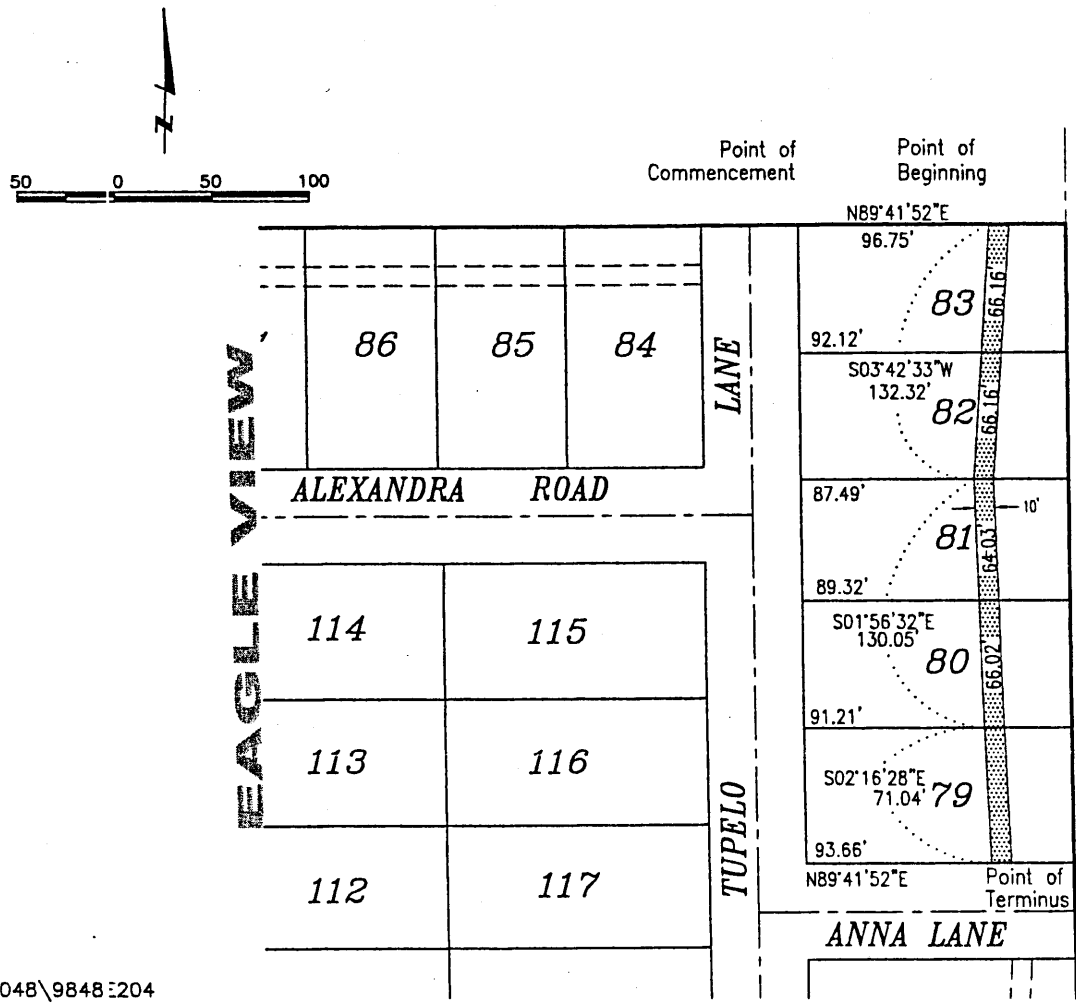 N
50 0 50 100
Point of
Commencement
Point of
Beginning
N89°41'52"E
96.75'
83
66.16'
92.12'
86
85
84
LANE
S03°42'33"W
132.32'
82
66.16'
EAGLE VIEW
ALEXANDRA ROAD
87.49'
10'
81
64.03'
89.32'
114
115
S01°56'32"E
130.05'
80
66.02'
91.21'
113
116
S02°16'28"E
71.04'
79
TUPELO
93.66'
112
117
N89°41'52"E
Point of
Terminus
ANNA LANE
048\9848E204